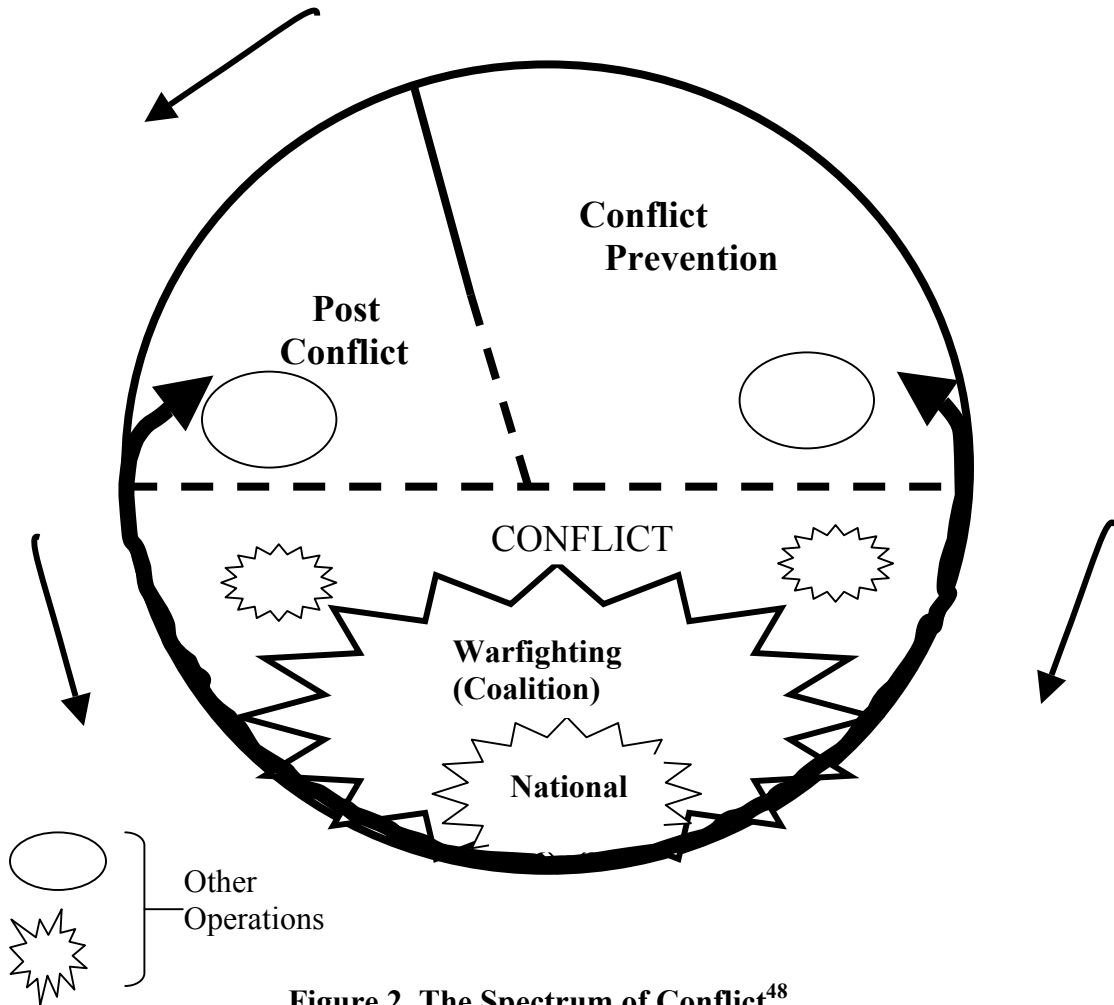 Conflict
Prevention
Post
Conflict
CONFLICT
Warfighting
(Coalition)
National
Other
Operations
Figure 2. The Spectrum of Conflict48